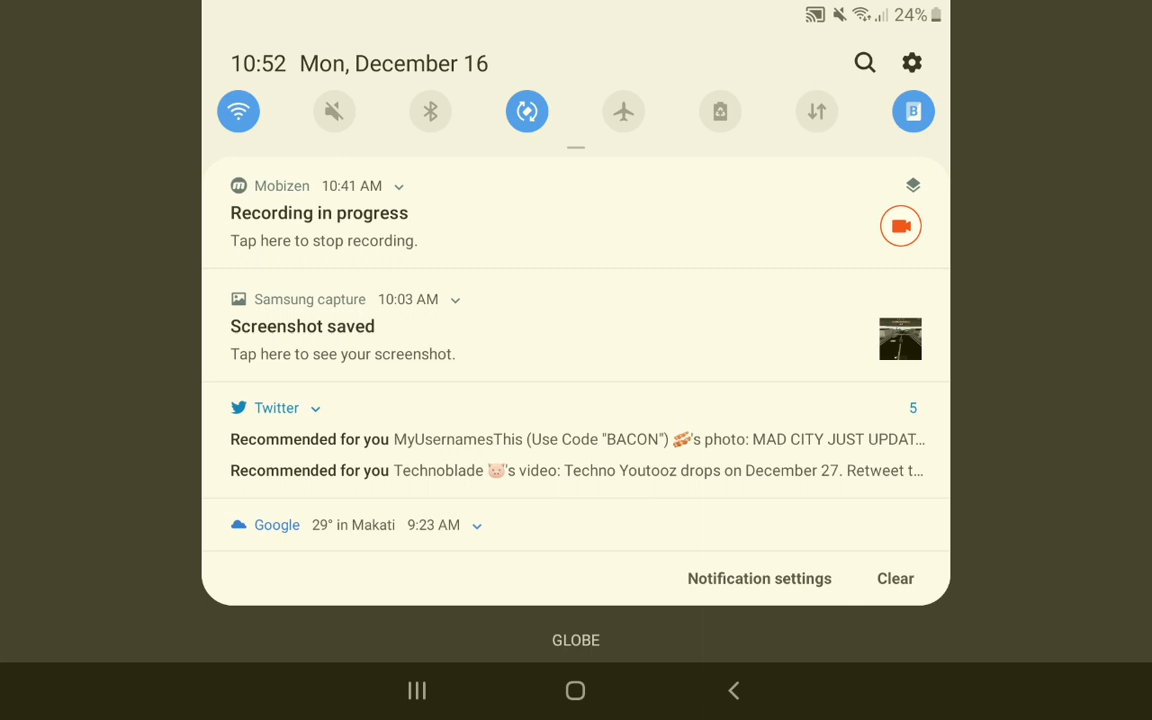 24%
10:52 Mon, December 16
B
Mobizen 10:41 AM
Recording in progress
Tap here to stop recording.
Samsung capture 10:03 AM
Screenshot saved
Tap here to see your screenshot.
Twitter 5
Recommended for you MyUsernamesThis (Use Code "BACON") 🥓's photo: MAD CITY JUST UPDAT...
Recommended for you Technoblade 🐷's video: Techno Youtooz drops on December 27. Retweet t...
Google 29° in Makati 9:23 AM
Notification settings Clear
GLOBE